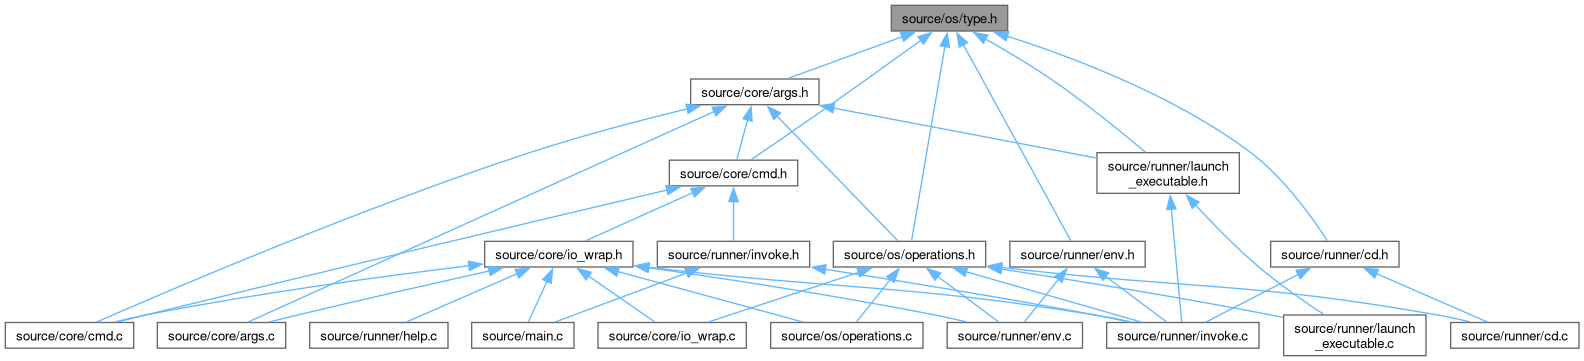 source/os/type.h
source/core/args.h
source/core/cmd.h
source/runner/launch
_executable.h
source/core/io_wrap.h
source/runner/invoke.h
source/os/operations.h
source/runner/env.h
source/runner/cd.h
source/core/cmd.c
source/core/args.c
source/runner/help.c
source/main.c
source/core/io_wrap.c
source/os/operations.c
source/runner/env.c
source/runner/invoke.c
source/runner/launch
_executable.c
source/runner/cd.c